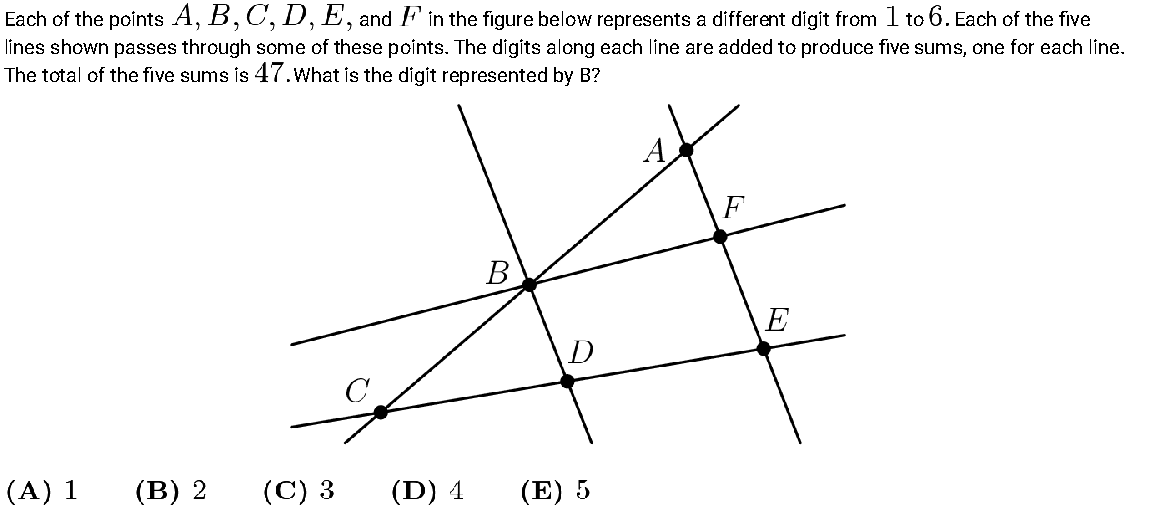 Each of the points A, B, C, D, E, and F in the figure below represents a different digit from 1 to 6. Each of the five
lines shown passes through some of these points. The digits along each line are added to produce five sums, one for each line.
The total of the five sums is 47.What is the digit represented by B?
A
F
B
E
D
C
(A) 1 (B) 2 (C) 3 (D) 4 (E) 5